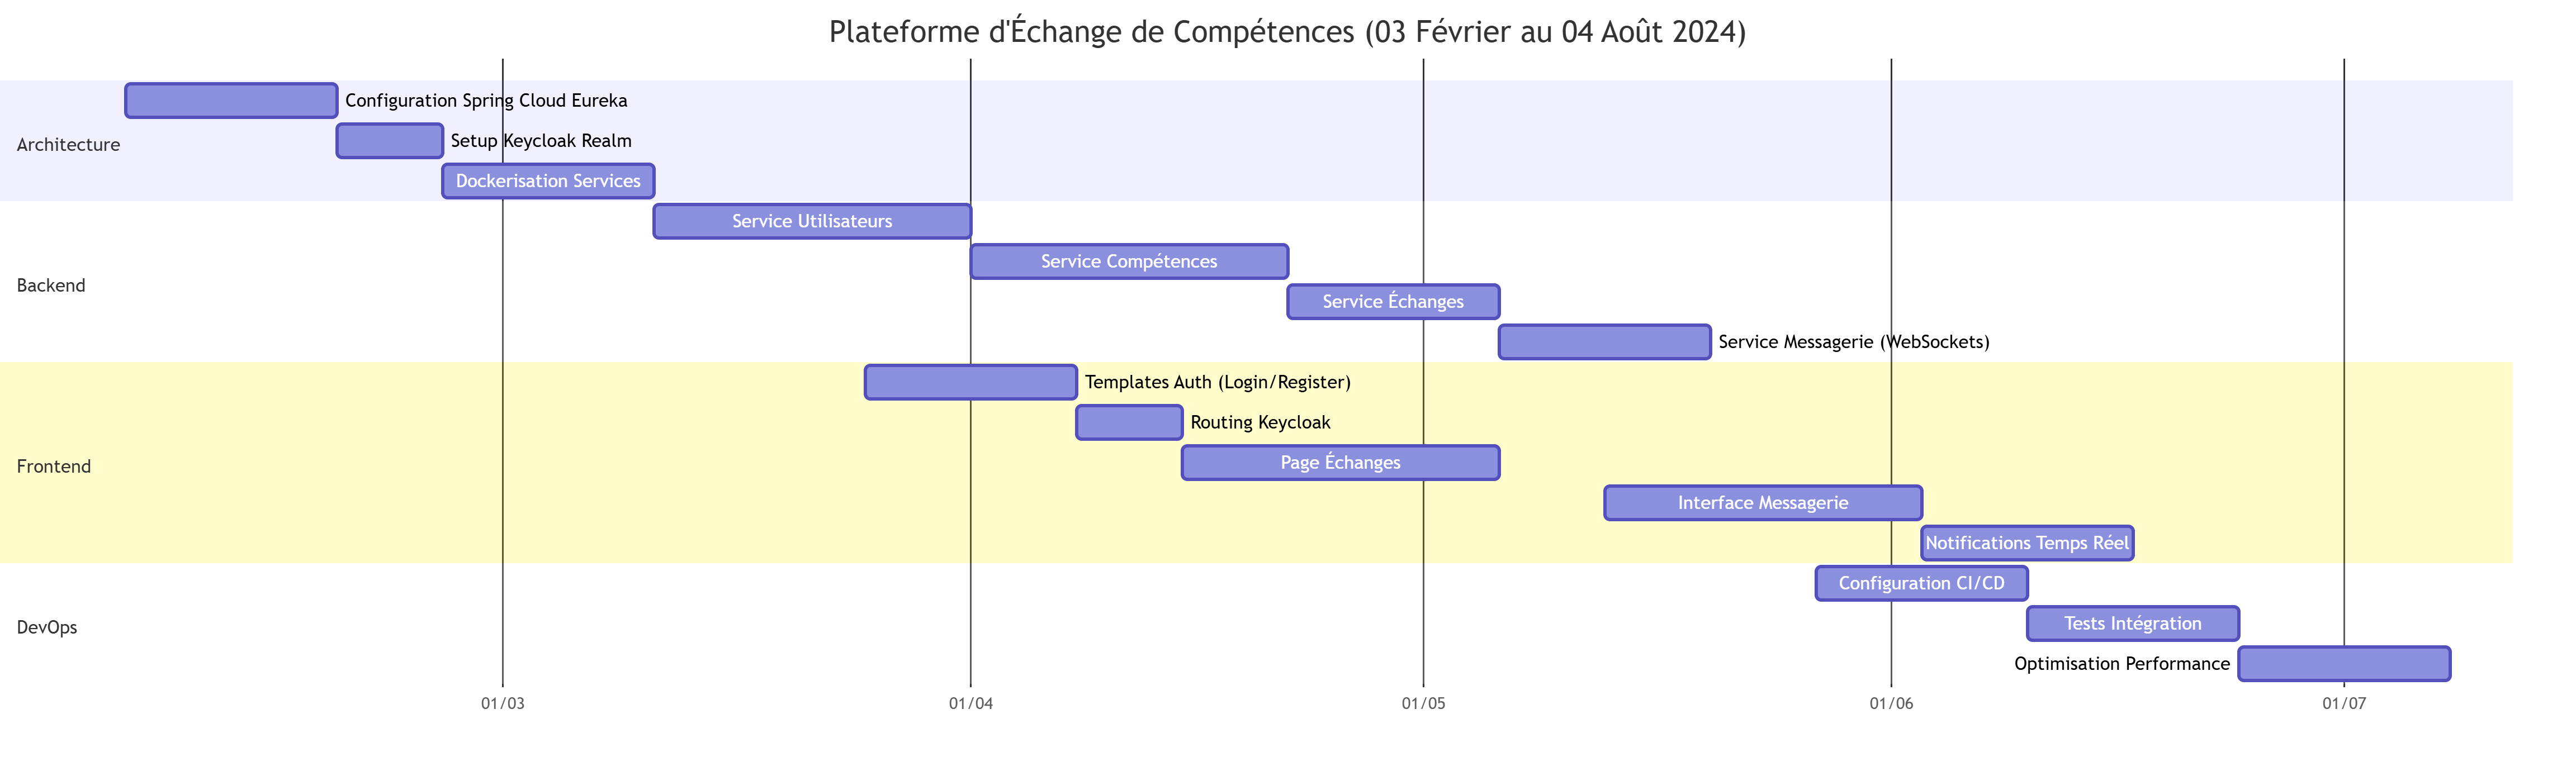 Plateforme d'Échange de Compétences (03 Février au 04 Août 2024)
Architecture
Configuration Spring Cloud Eureka
Setup Keycloak Realm
Dockerisation Services
Backend
Service Utilisateurs
Service Compétences
Service Échanges
Service Messagerie (WebSockets)
Frontend
Templates Auth (Login/Register)
Routing Keycloak
Page Échanges
Interface Messagerie
Notifications Temps Réel
DevOps
Configuration CI/CD
Tests Intégration
Optimisation Performance
01/03 01/04 01/05 01/06 01/07